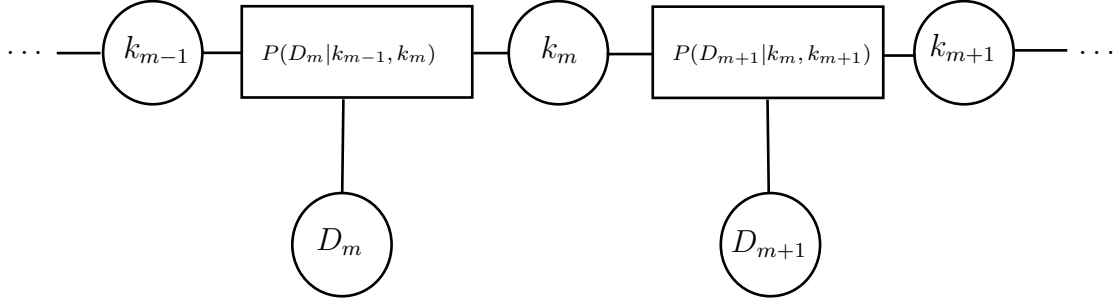 ⋯ k_{m−1} P(D_m|k_{m−1}, k_m) k_m P(D_{m+1}|k_m, k_{m+1}) k_{m+1} ⋯
D_m D_{m+1}